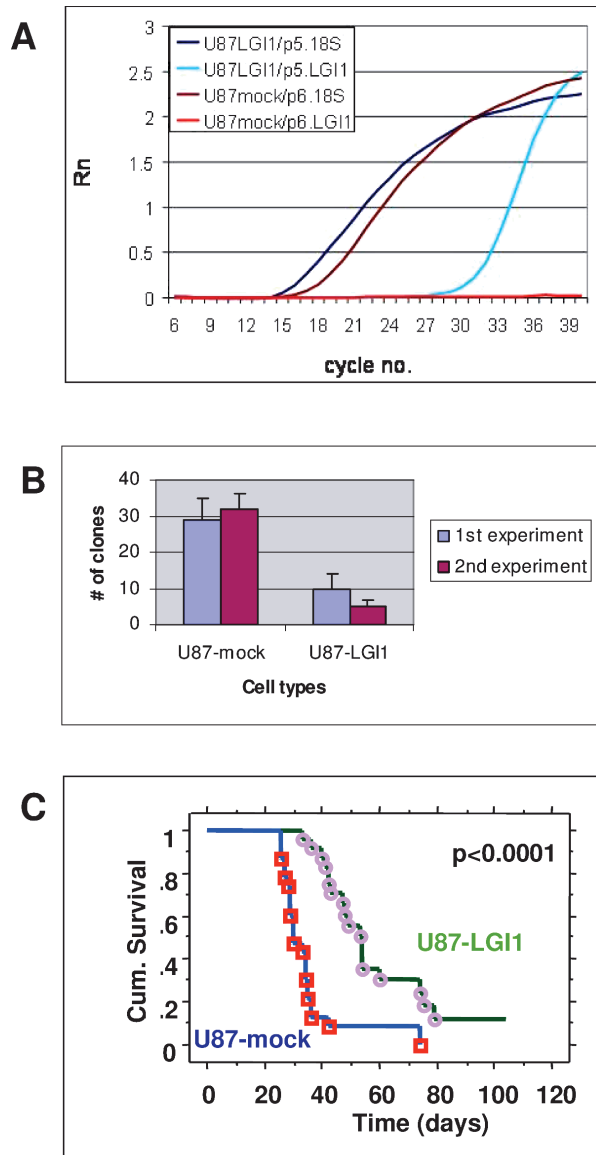 A
U87LGI1/p5.18S
U87LGI1/p5.LGI1
U87mock/p6.18S
U87mock/p6.LGI1
2.5
2
1.5
1
0.5
0
Rn
6 9 12 15 18 21 24 27 30 33 36 39
cycle no.
B
40
30
20
10
0
# of clones
U87-mock U87-LGI1
Cell types
1st experiment
2nd experiment
C
1
.8
.6
.4
.2
0
Cum. Survival
p<0.0001
U87-LGI1
U87-mock
0 20 40 60 80 100 120
Time (days)